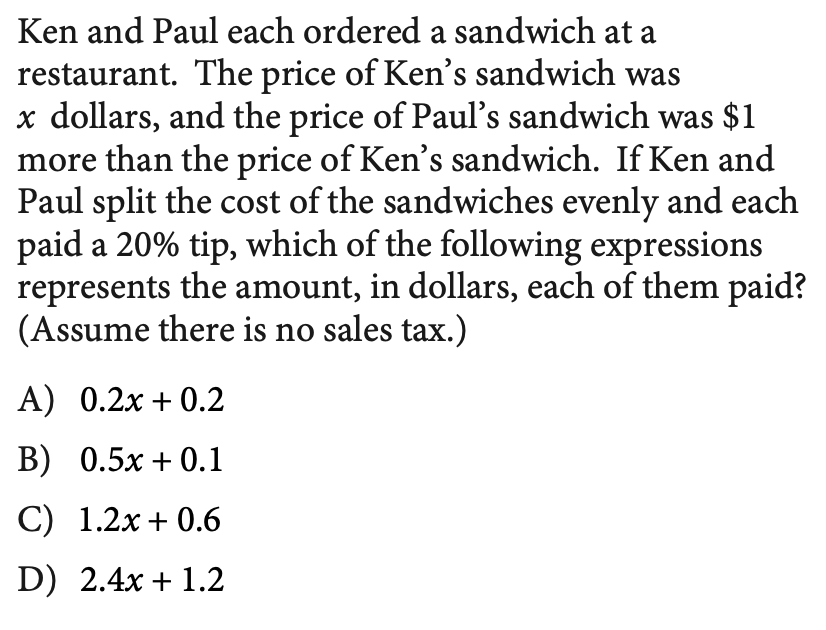 Ken and Paul each ordered a sandwich at a
restaurant. The price of Ken’s sandwich was
x dollars, and the price of Paul’s sandwich was $1
more than the price of Ken’s sandwich. If Ken and
Paul split the cost of the sandwiches evenly and each
paid a 20% tip, which of the following expressions
represents the amount, in dollars, each of them paid?
(Assume there is no sales tax.)
A) 0.2x + 0.2
B) 0.5x + 0.1
C) 1.2x + 0.6
D) 2.4x + 1.2